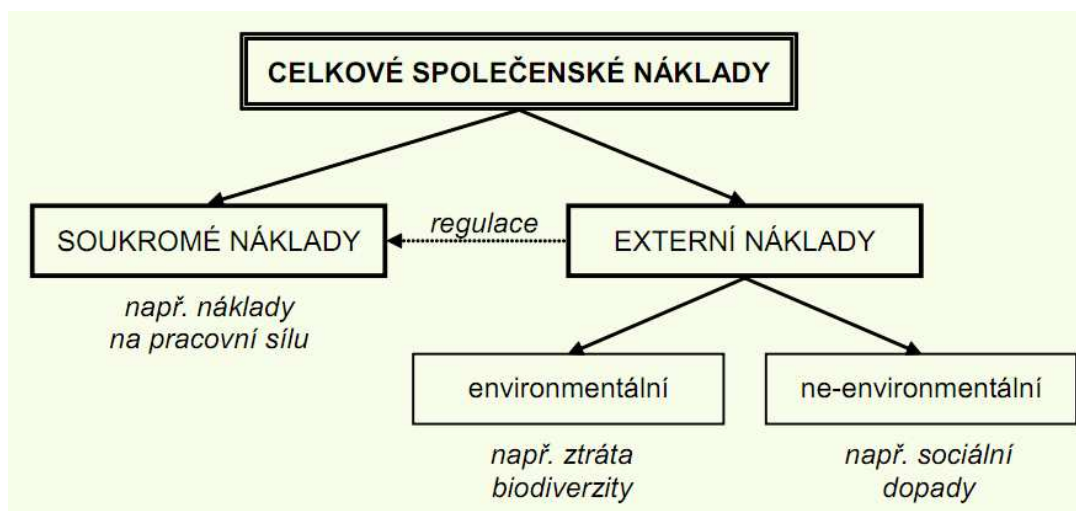 CELKOVÉ SPOLEČENSKÉ NÁKLADY
SOUKROMÉ NÁKLADY
regulace
EXTERNÍ NÁKLADY
např. náklady
na pracovní sílu
environmentální
ne-environmentální
např. ztráta
biodiverzity
např. sociální
dopady